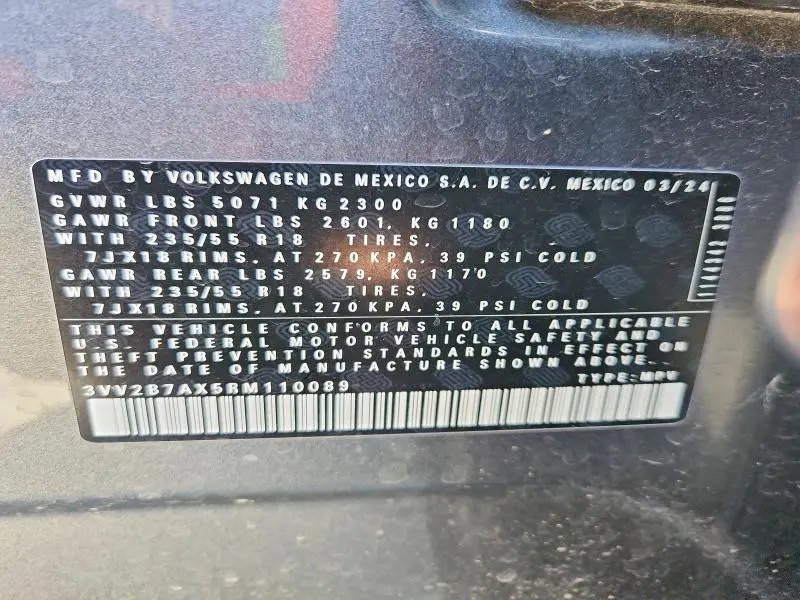 MFD BY VOLKSWAGEN DE MEXICO S.A. DE C.V. MEXICO 03/24
GVWR LBS 5071 KG 2300
GAWR FRONT LBS 2601, KG 1180
WITH 235/55 R18 TIRES,
7JX18 RIMS, AT 270 KPA, 39 PSI COLD
GAWR REAR LBS 2579, KG 1170
WITH 235/55 R18 TIRES,
7JX18 RIMS, AT 270 KPA, 39 PSI COLD
THIS VEHICLE CONFORMS TO ALL APPLICABLE
U.S. FEDERAL MOTOR VEHICLE SAFETY AND
THEFT PREVENTION STANDARDS IN EFFECT ON
THE DATE OF MANUFACTURE SHOWN ABOVE.
3VV2B7AX5RM110089 TYPE:MPV